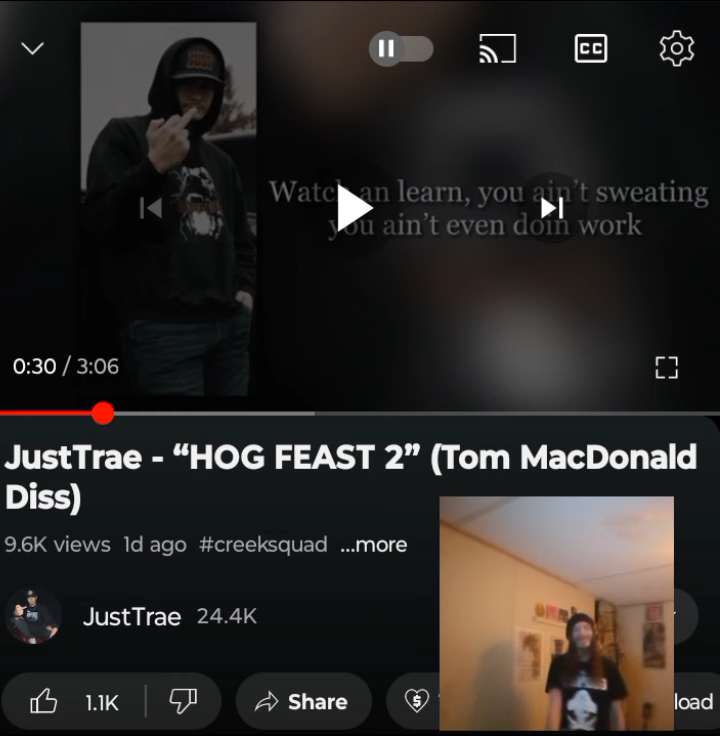 CC
Watch an learn, you ain't sweating
you ain't even doin work
0:30 / 3:06
JustTrae - “HOG FEAST 2” (Tom MacDonald
Diss)
9.6K views 1d ago #creeksquad ...more
JustTrae 24.4K
1.1K Share load